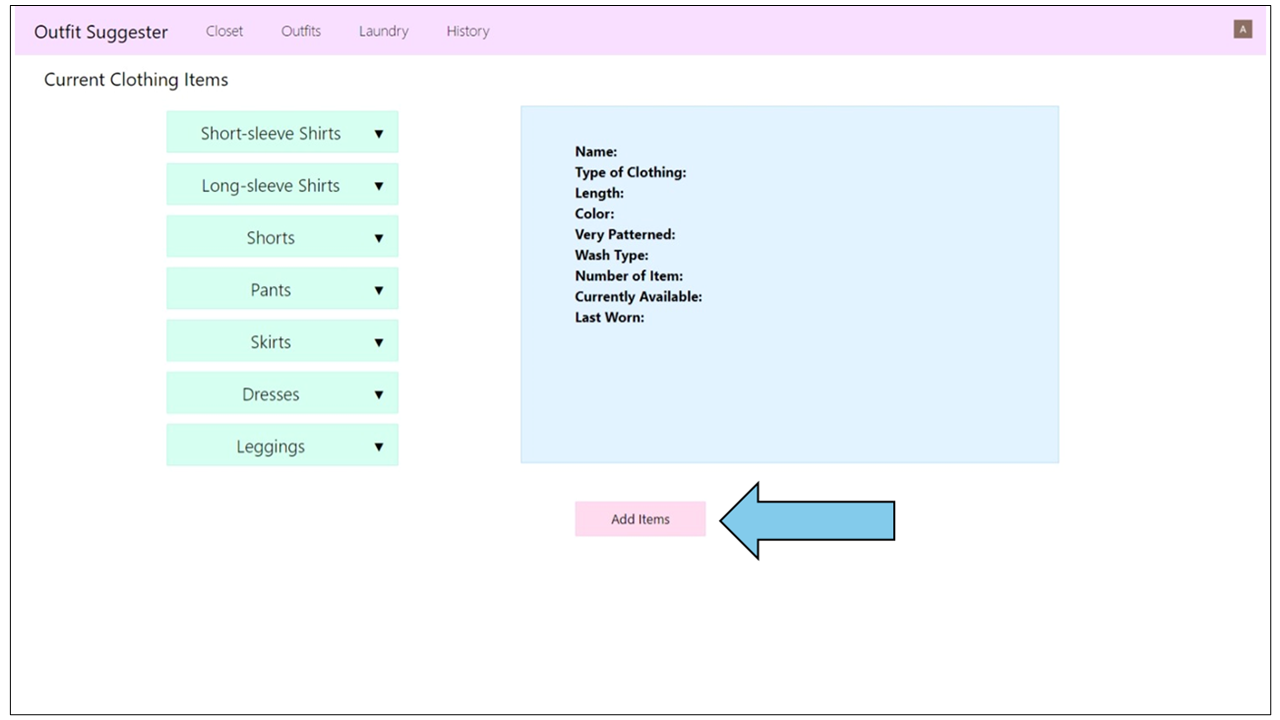 Outfit Suggester Closet Outfits Laundry History A
Current Clothing Items
Short-sleeve Shirts ▼
Long-sleeve Shirts ▼
Shorts ▼
Pants ▼
Skirts ▼
Dresses ▼
Leggings ▼
Name:
Type of Clothing:
Length:
Color:
Very Patterned:
Wash Type:
Number of Item:
Currently Available:
Last Worn:
Add Items